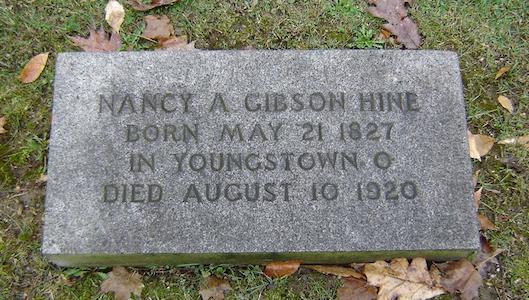 NANCY A GIBSON HINE
BORN MAY 21 1827
IN YOUNGSTOWN O
DIED AUGUST 10 1920